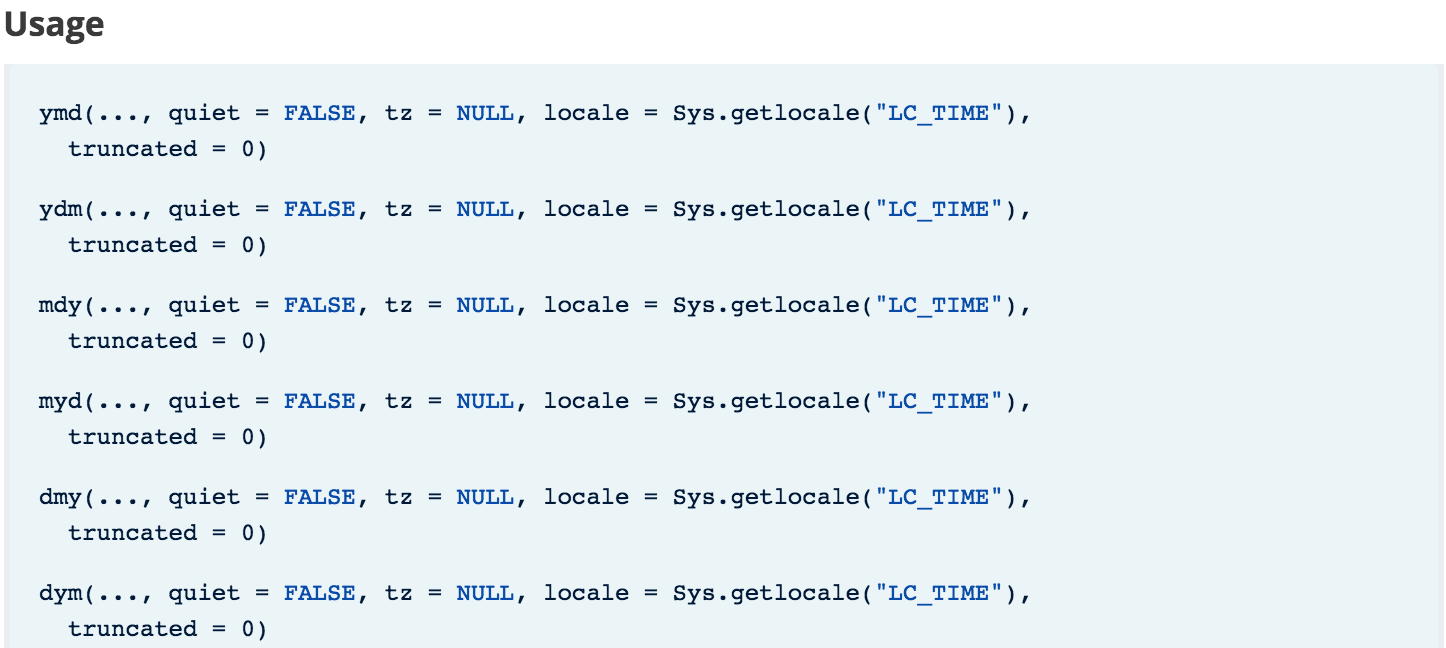 Usage
ymd(..., quiet = FALSE, tz = NULL, locale = Sys.getlocale("LC_TIME"),
  truncated = 0)
ydm(..., quiet = FALSE, tz = NULL, locale = Sys.getlocale("LC_TIME"),
  truncated = 0)
mdy(..., quiet = FALSE, tz = NULL, locale = Sys.getlocale("LC_TIME"),
  truncated = 0)
myd(..., quiet = FALSE, tz = NULL, locale = Sys.getlocale("LC_TIME"),
  truncated = 0)
dmy(..., quiet = FALSE, tz = NULL, locale = Sys.getlocale("LC_TIME"),
  truncated = 0)
dym(..., quiet = FALSE, tz = NULL, locale = Sys.getlocale("LC_TIME"),
  truncated = 0)